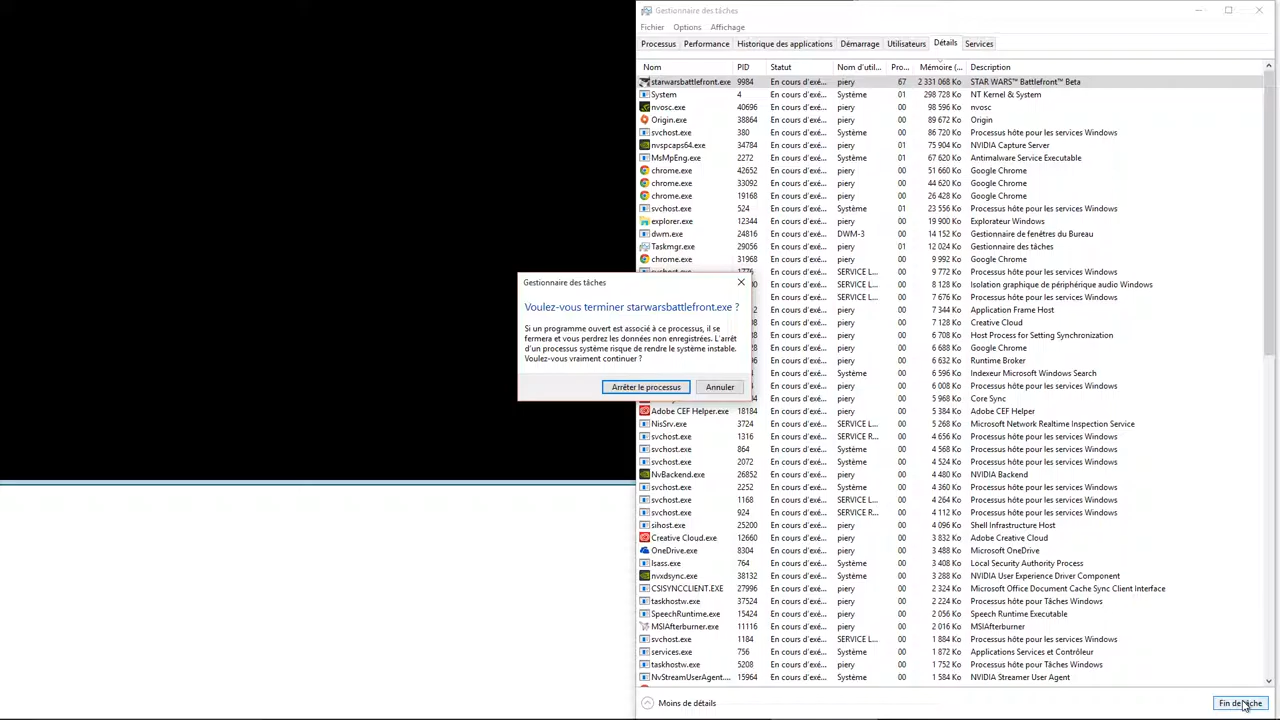 Gestionnaire des tâches
Fichier Options Affichage
Processus Performance Historique des applications Démarrage Utilisateurs Détails Services
Nom PID Statut Nom d'util... Pro... Mémoire (... Description
starwarsbattlefront.exe 9984 En cours d'exé... piery 67 2 331 068 Ko STAR WARS™ Battlefront™ Beta
System 4 En cours d'exé... Système 01 298 728 Ko NT Kernel & System
nvosc.exe 40696 En cours d'exé... piery 00 98 596 Ko nvosc
Origin.exe 38864 En cours d'exé... piery 00 89 672 Ko Origin
svchost.exe 380 En cours d'exé... Système 00 86 720 Ko Processus hôte pour les services Windows
nvspcaps64.exe 34784 En cours d'exé... piery 01 75 904 Ko NVIDIA Capture Server
MsMpEng.exe 2272 En cours d'exé... Système 01 67 620 Ko Antimalware Service Executable
chrome.exe 42652 En cours d'exé... piery 00 51 660 Ko Google Chrome
chrome.exe 33092 En cours d'exé... piery 00 44 620 Ko Google Chrome
chrome.exe 19168 En cours d'exé... piery 00 26 428 Ko Google Chrome
svchost.exe 524 En cours d'exé... Système 01 23 556 Ko Processus hôte pour les services Windows
explorer.exe 12344 En cours d'exé... piery 00 19 900 Ko Explorateur Windows
dwm.exe 24816 En cours d'exé... DWM-3 00 14 152 Ko Gestionnaire de fenêtres du Bureau
Taskmgr.exe 29056 En cours d'exé... piery 01 12 024 Ko Gestionnaire des tâches
chrome.exe 31968 En cours d'exé... piery 00 9 992 Ko Google Chrome
svchost.exe 1776 En cours d'exé... SERVICE L... 00 9 772 Ko Processus hôte pour les services Windows
En cours d'exé... SERVICE L... 00 8 136 Ko Isolation graphique de périphérique audio Windows
En cours d'exé... SERVICE L... 00 7 676 Ko Processus hôte pour les services Windows
En cours d'exé... piery 00 7 344 Ko Application Frame Host
En cours d'exé... piery 00 7 128 Ko Creative Cloud
En cours d'exé... piery 00 6 708 Ko Host Process for Setting Synchronization
En cours d'exé... piery 00 6 648 Ko Google Chrome
En cours d'exé... piery 00 6 632 Ko Runtime Broker
En cours d'exé... Système 00 6 596 Ko Indexeur Microsoft Windows Search
En cours d'exé... piery 00 6 580 Ko Google Chrome
En cours d'exé... piery 00 5 968 Ko Core Sync
Adobe CEF Helper.exe 18184 En cours d'exé... piery 00 5 384 Ko Adobe CEF Helper
NisSrv.exe 3724 En cours d'exé... SERVICE L... 00 5 268 Ko Microsoft Network Realtime Inspection Service
svchost.exe 1316 En cours d'exé... SERVICE R... 00 4 656 Ko Processus hôte pour les services Windows
svchost.exe 864 En cours d'exé... Système 00 4 568 Ko Processus hôte pour les services Windows
svchost.exe 2072 En cours d'exé... Système 00 4 524 Ko Processus hôte pour les services Windows
NvBackend.exe 26852 En cours d'exé... piery 00 4 480 Ko NVIDIA Backend
svchost.exe 2252 En cours d'exé... Système 00 4 360 Ko Processus hôte pour les services Windows
svchost.exe 1168 En cours d'exé... SERVICE L... 00 4 264 Ko Processus hôte pour les services Windows
svchost.exe 924 En cours d'exé... SERVICE R... 00 4 112 Ko Processus hôte pour les services Windows
sihost.exe 25200 En cours d'exé... piery 00 4 096 Ko Shell Infrastructure Host
Creative Cloud.exe 12660 En cours d'exé... piery 00 3 832 Ko Adobe Creative Cloud
OneDrive.exe 8304 En cours d'exé... piery 00 3 488 Ko Microsoft OneDrive
lsass.exe 764 En cours d'exé... Système 00 3 408 Ko Local Security Authority Process
nvxdsync.exe 38132 En cours d'exé... Système 00 3 288 Ko NVIDIA User Experience Driver Component
CSISYNCCLIENT.EXE 27996 En cours d'exé... piery 00 2 324 Ko Microsoft Office Document Cache Sync Client Interface
taskhostw.exe 37524 En cours d'exé... piery 00 2 224 Ko Processus hôte pour Tâches Windows
SpeechRuntime.exe 15424 En cours d'exé... piery 00 2 056 Ko Speech Runtime Executable
MSIAfterburner.exe 11116 En cours d'exé... piery 00 2 016 Ko MSIAfterburner
svchost.exe 1184 En cours d'exé... SERVICE L... 00 1 884 Ko Processus hôte pour les services Windows
services.exe 756 En cours d'exé... Système 00 1 872 Ko Applications Services et Contrôleur
taskhostw.exe 5208 En cours d'exé... piery 00 1 752 Ko Processus hôte pour Tâches Windows
NvStreamUserAgent.... 15964 En cours d'exé... Système 00 1 584 Ko NVIDIA Streamer User Agent
Moins de détails Fin de tâche
Gestionnaire des tâches
Voulez-vous terminer starwarsbattlefront.exe ?
Si un programme ouvert est associé à ce processus, il se
fermera et vous perdrez les données non enregistrées. L'arrêt
d'un processus système risque de rendre le système instable.
Voulez-vous vraiment continuer ?
Arrêter le processus Annuler